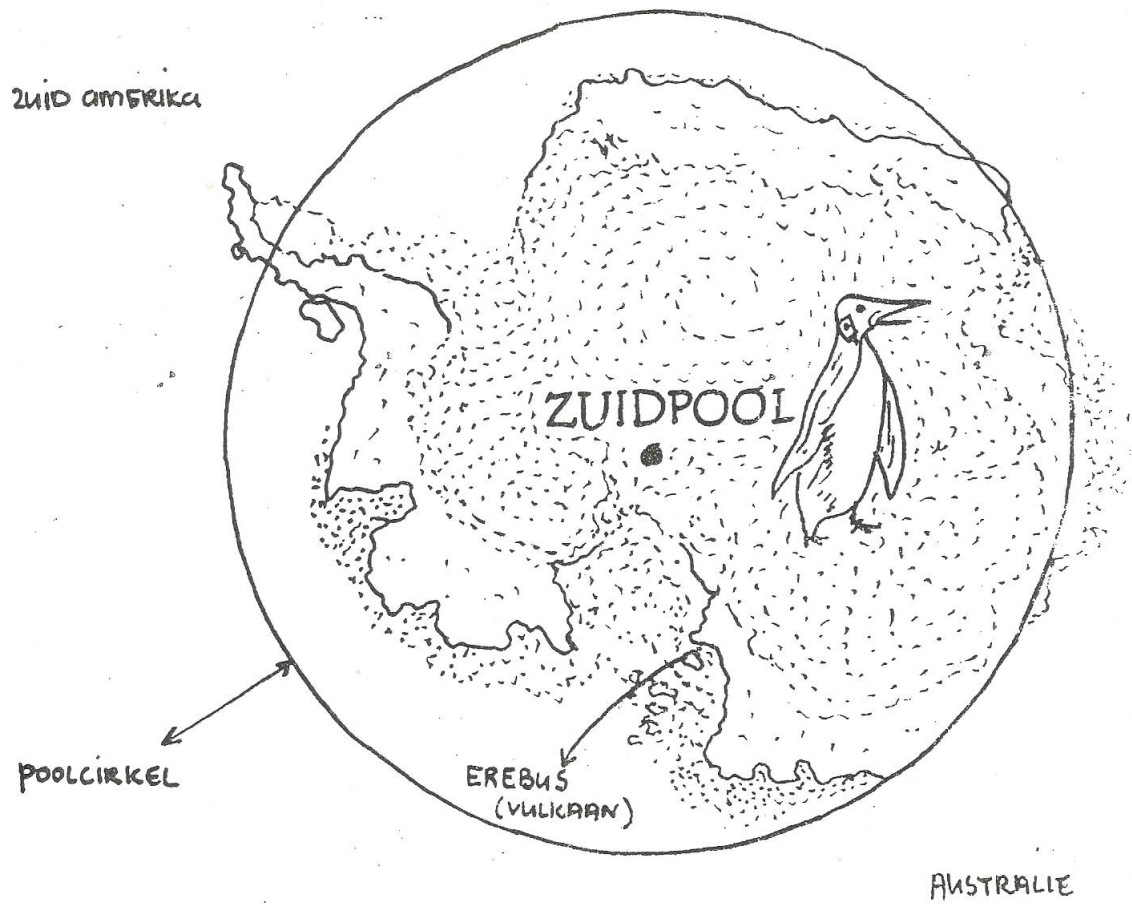 ZUID AMERIKA
ZUIDPOOL
POOLCIRKEL
EREBUS
(VULKAAN)
AUSTRALIE